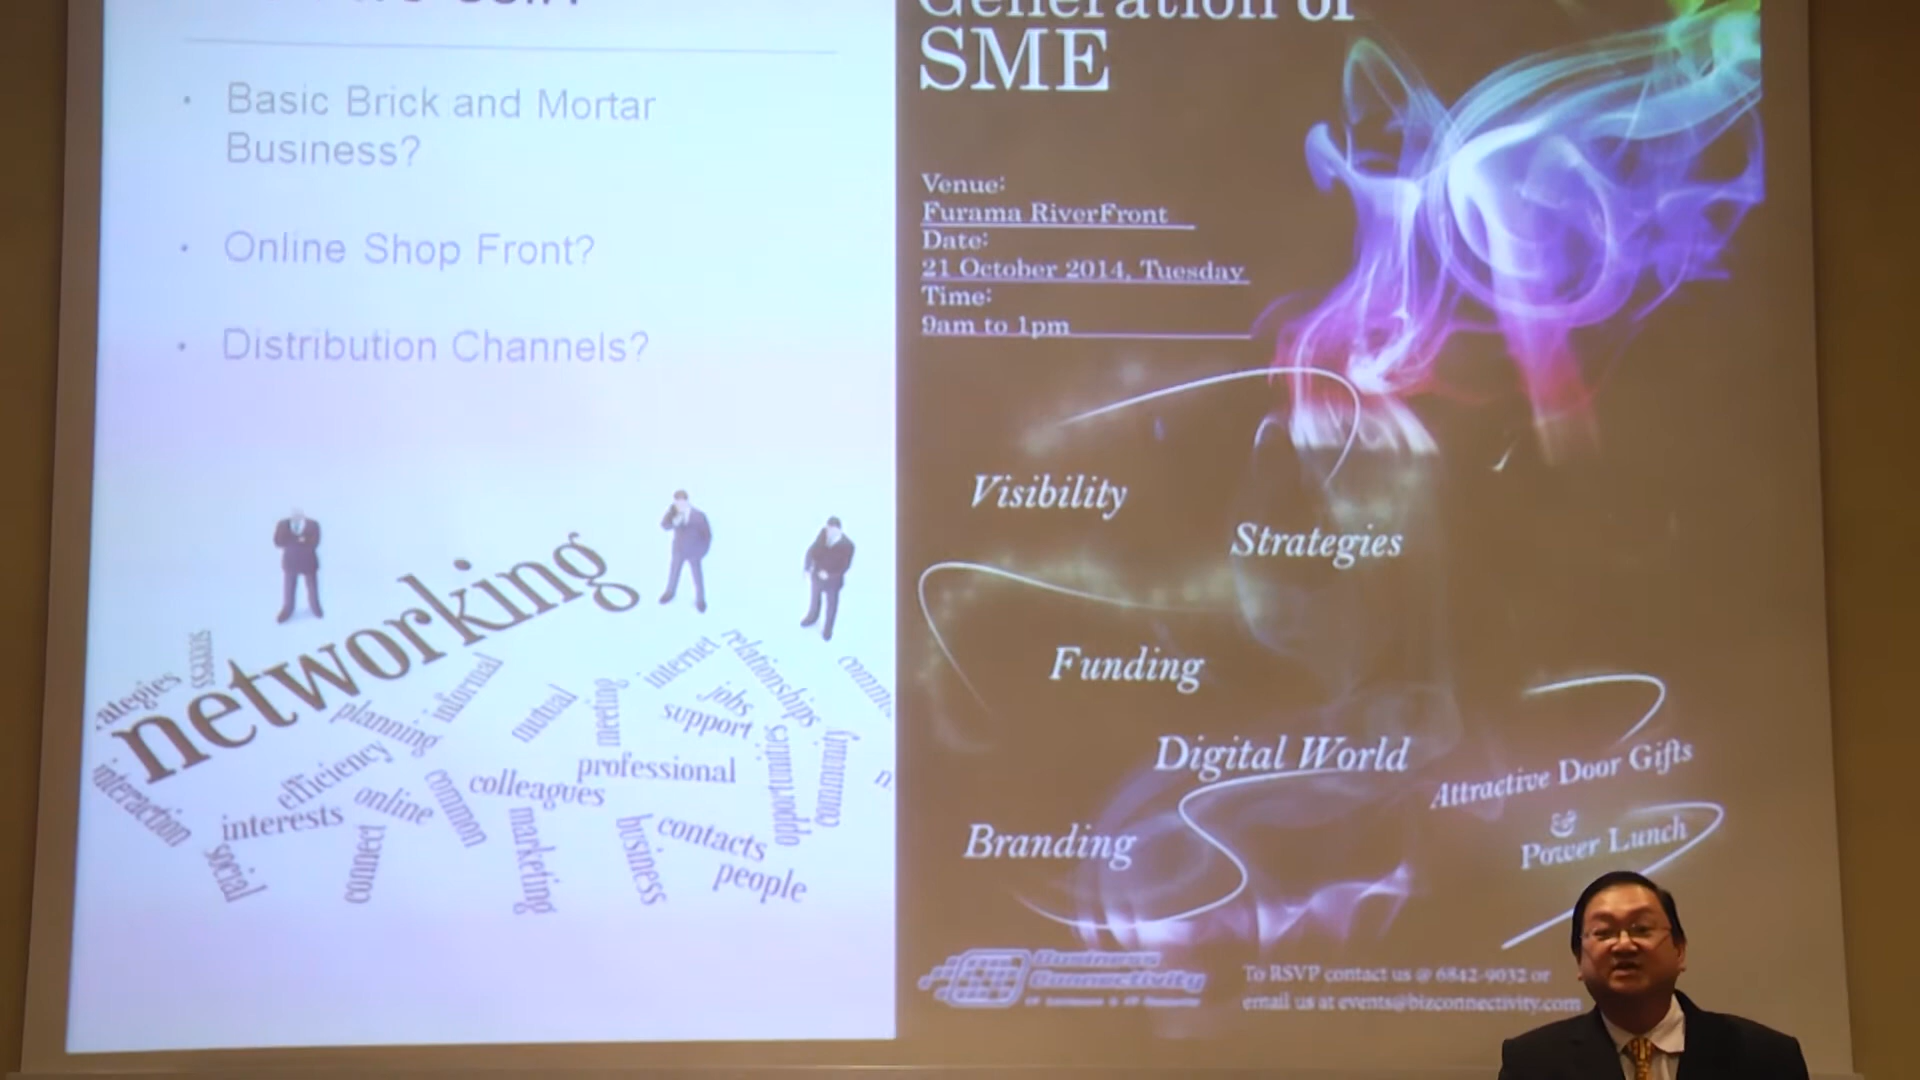 Basic Brick and Mortar
Business?
Online Shop Front?
Distribution Channels?
networking
success
planning
informal
mutual
meeting
internet
relationships
jobs
support
opportunities
community
interaction
efficiency
interests
online
common
colleagues
professional
social
connect
marketing
business
contacts
people
Generation of
SME
Venue:
Furama RiverFront
Date:
21 October 2014, Tuesday
Time:
9am to 1pm
Visibility
Strategies
Funding
Digital World
Branding
Attractive Door Gifts
&
Power Lunch
Business
Connectivity
To RSVP contact us @ 6842-9032 or
email us at events@bizconnectivity.com